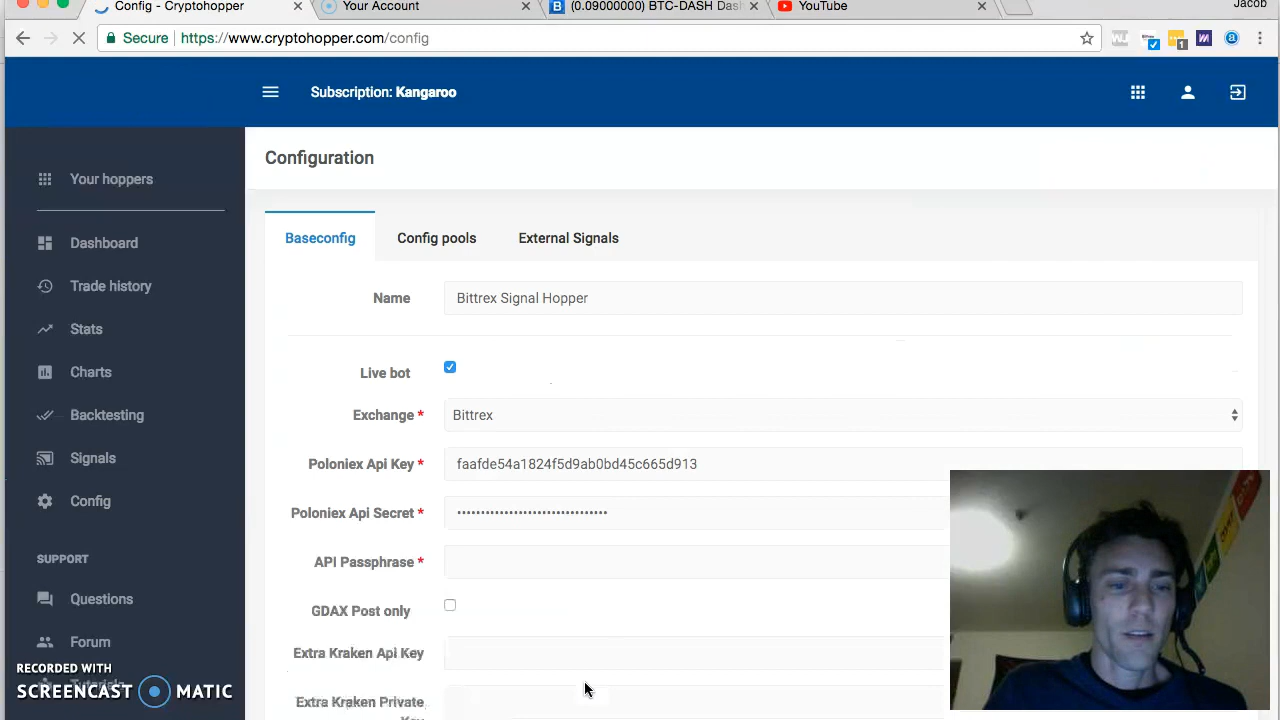 Config - Cryptohopper
Your Account
(0.09000000) BTC-DASH Das
YouTube
Jacob
Secure
https://www.cryptohopper.com/config
Subscription: Kangaroo
Your hoppers
Dashboard
Trade history
Stats
Charts
Backtesting
Signals
Config
SUPPORT
Questions
Forum
Tutorials
Configuration
Baseconfig
Config pools
External Signals
Name
Bittrex Signal Hopper
Live bot
Exchange *
Bittrex
Poloniex Api Key *
faafde54a1824f5d9ab0bd45c665d913
Poloniex Api Secret *
••••••••••••••••••••••••••••••••
API Passphrase *
GDAX Post only
Extra Kraken Api Key
Extra Kraken Private
RECORDED WITH
SCREENCAST MATIC